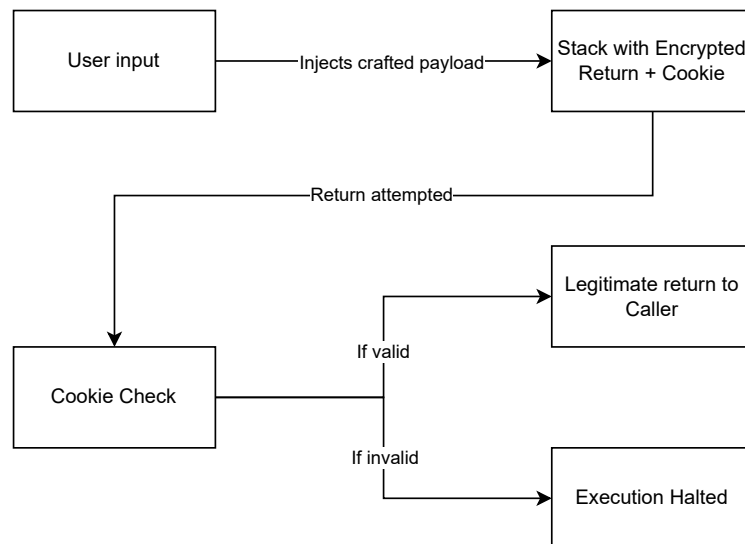 User input
Injects crafted payload
Stack with Encrypted
Return + Cookie
Return attempted
Legitimate return to
Caller
If valid
Cookie Check
If invalid
Execution Halted